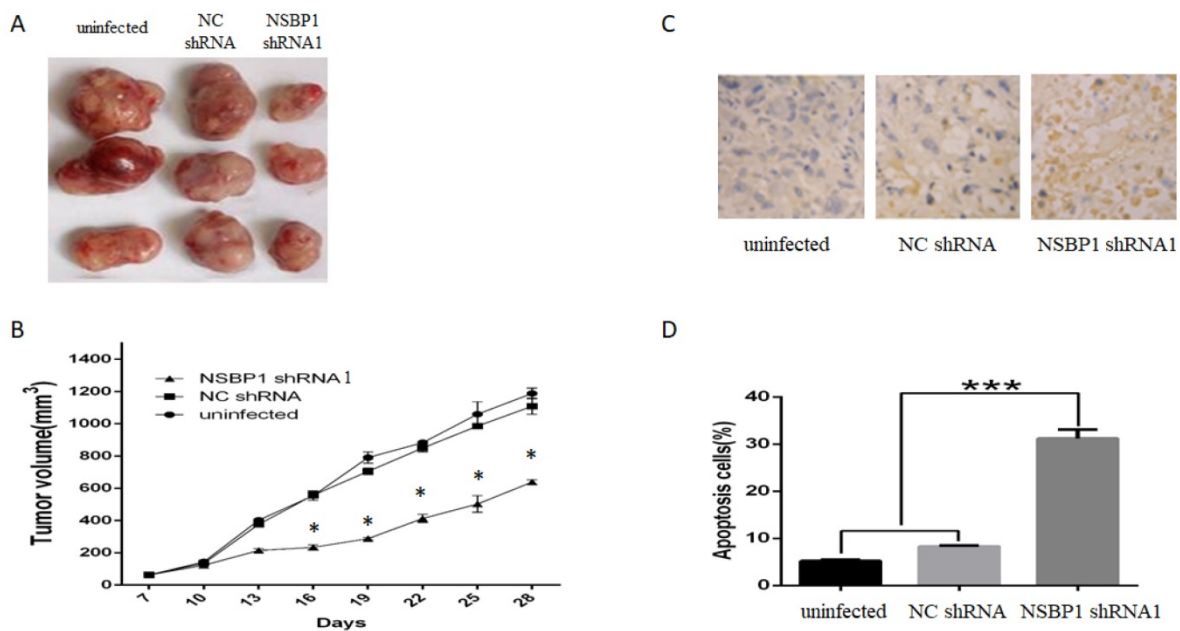 A
uninfected
NC
shRNA
NSBP1
shRNA1
C
uninfected
NC shRNA
NSBP1 shRNA1
B
Tumor volume(mm³)
1400
1200
1000
800
600
400
200
0
NSBP1 shRNA1
NC shRNA
uninfected
*
*
*
*
*
7
10
13
16
19
22
25
28
Days
D
Apoptosis cells(%)
40
30
20
10
0
***
uninfected
NC shRNA
NSBP1 shRNA1